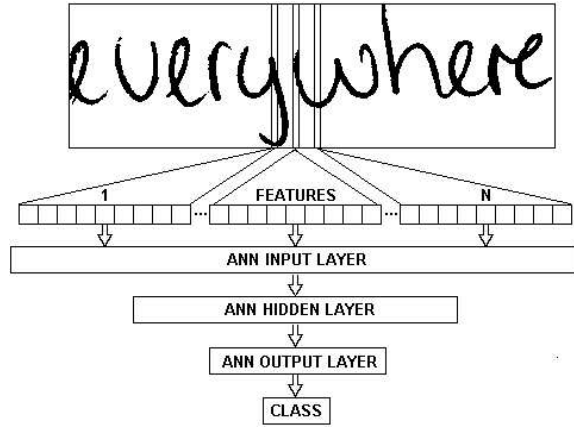 everywhere
1 FEATURES N
... ...
ANN INPUT LAYER
ANN HIDDEN LAYER
ANN OUTPUT LAYER
CLASS